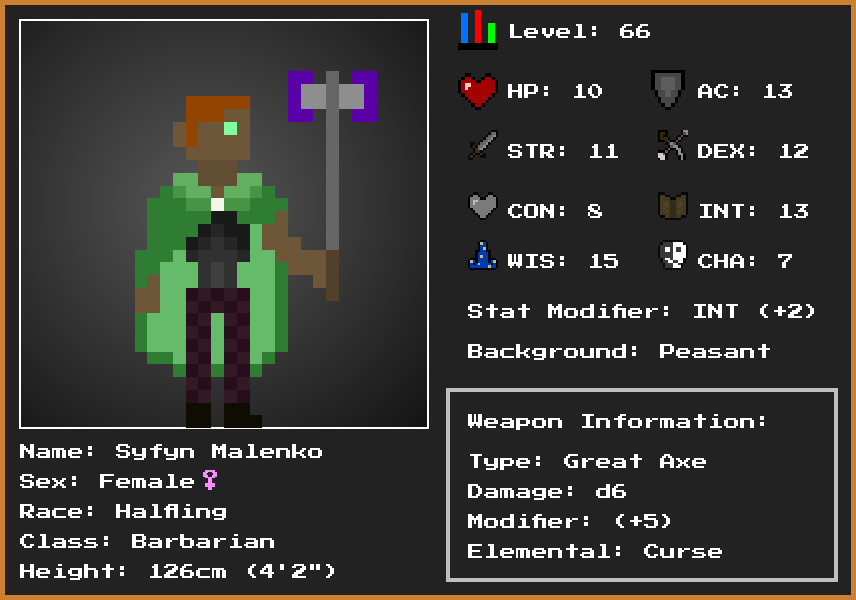 Level: 66
HP: 10
AC: 13
STR: 11
DEX: 12
CON: 8
INT: 13
WIS: 15
CHA: 7
Stat Modifier: INT (+2)
Background: Peasant
Weapon Information:
Type: Great Axe
Damage: d6
Modifier: (+5)
Elemental: Curse
Name: Syfyn Malenko
Sex: Female♀
Race: Halfling
Class: Barbarian
Height: 126cm (4'2")